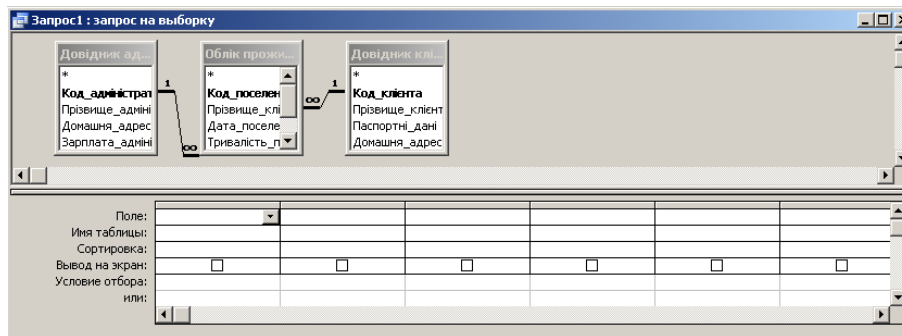 Запрос1 : запрос на выборку
Довідник ад...
*
Код_адміністрат
Прізвище_адміні
Домашня_адрес
Зарплата_адміні
1
∞
Облік прожи...
*
Код_поселен
Прізвище_клі
Дата_поселе
Тривалість_п
∞
1
Довідник клі...
*
Код_клієнта
Прізвище_клієнт
Паспортні_дані
Домашня_адрес
Поле:
Имя таблицы:
Сортировка:
Вывод на экран:
Условие отбора:
или: